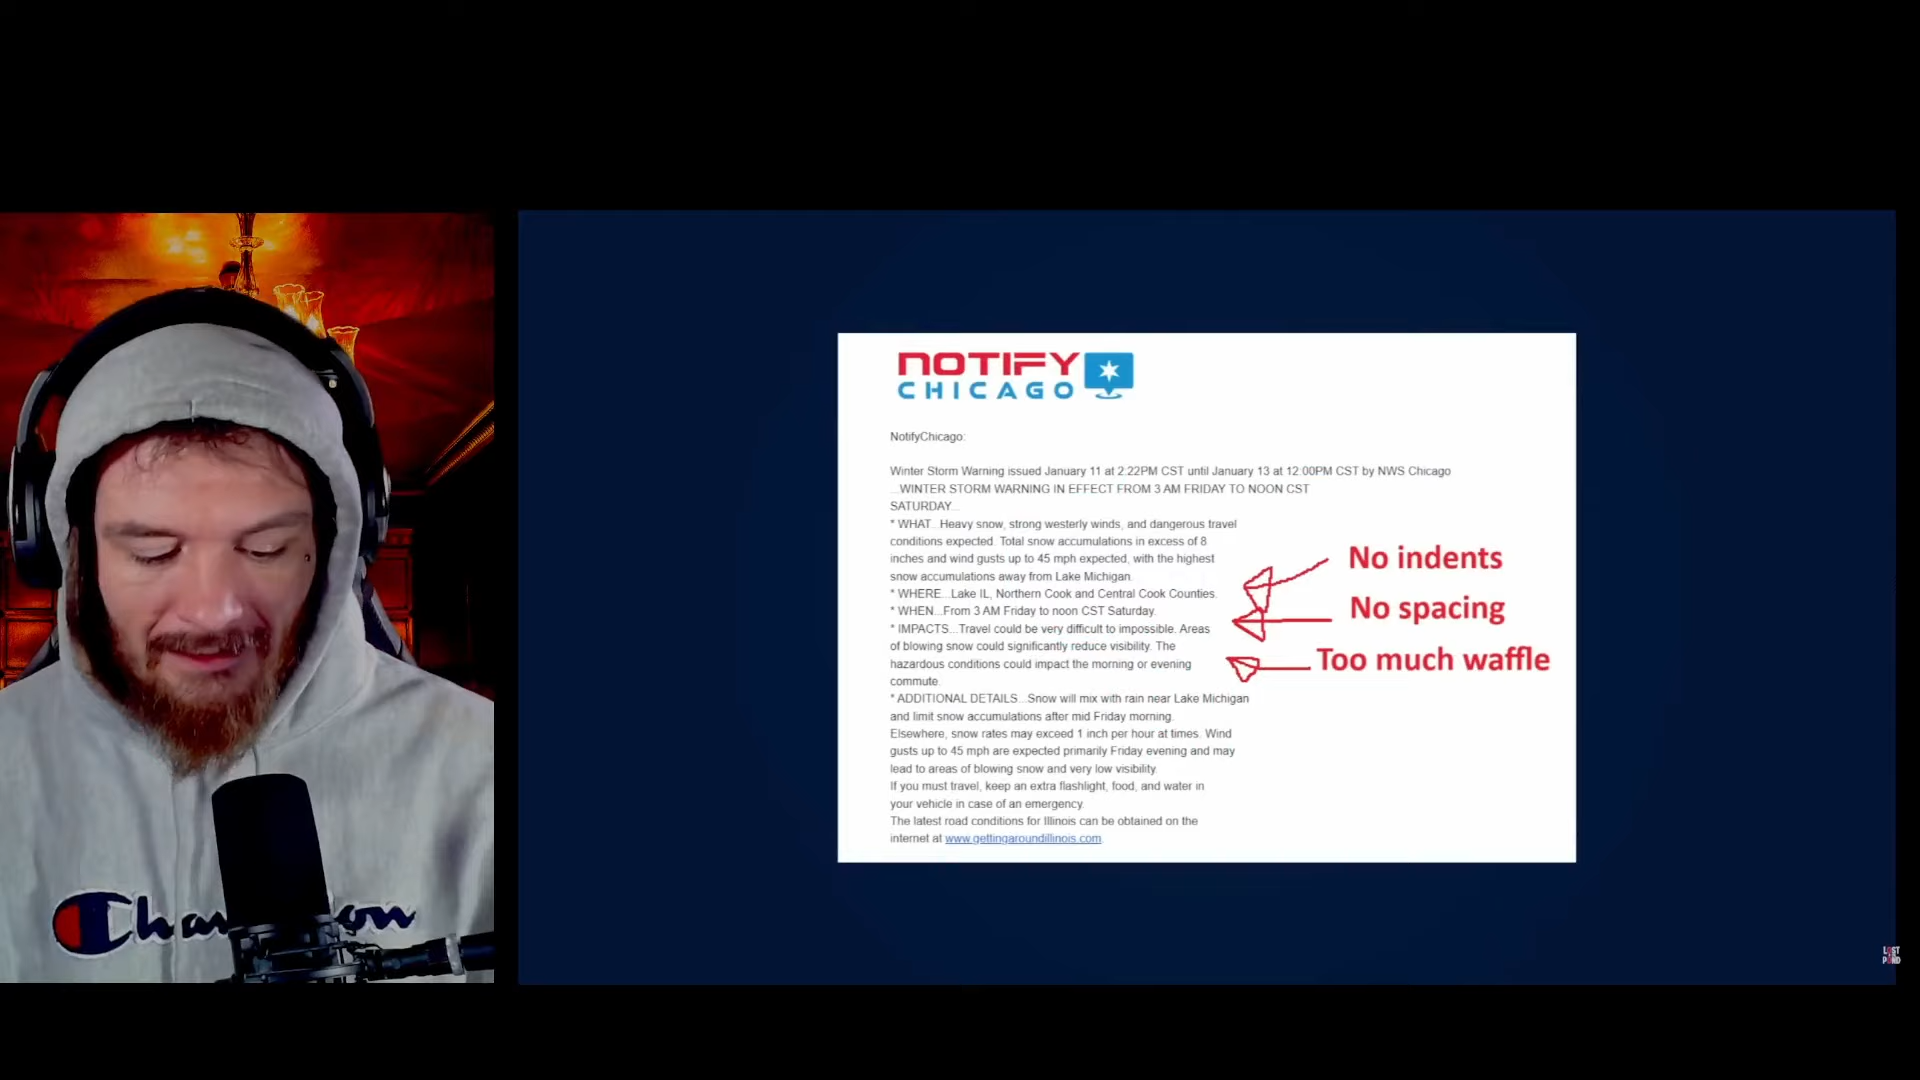 NOTIFY
CHICAGO
NotifyChicago:
Winter Storm Warning issued January 11 at 2:22PM CST until January 13 at 12:00PM CST by NWS Chicago
...WINTER STORM WARNING IN EFFECT FROM 3 AM FRIDAY TO NOON CST
SATURDAY...
* WHAT...Heavy snow, strong westerly winds, and dangerous travel
conditions expected. Total snow accumulations in excess of 8
inches and wind gusts up to 45 mph expected, with the highest
snow accumulations away from Lake Michigan.
* WHERE...Lake IL, Northern Cook and Central Cook Counties.
* WHEN...From 3 AM Friday to noon CST Saturday.
* IMPACTS...Travel could be very difficult to impossible. Areas
of blowing snow could significantly reduce visibility. The
hazardous conditions could impact the morning or evening
commute.
* ADDITIONAL DETAILS...Snow will mix with rain near Lake Michigan
and limit snow accumulations after mid Friday morning.
Elsewhere, snow rates may exceed 1 inch per hour at times. Wind
gusts up to 45 mph are expected primarily Friday evening and may
lead to areas of blowing snow and very low visibility.
If you must travel, keep an extra flashlight, food, and water in
your vehicle in case of an emergency.
The latest road conditions for Illinois can be obtained on the
internet at www.gettingaroundillinois.com
No indents
No spacing
Too much waffle
LOST
POND